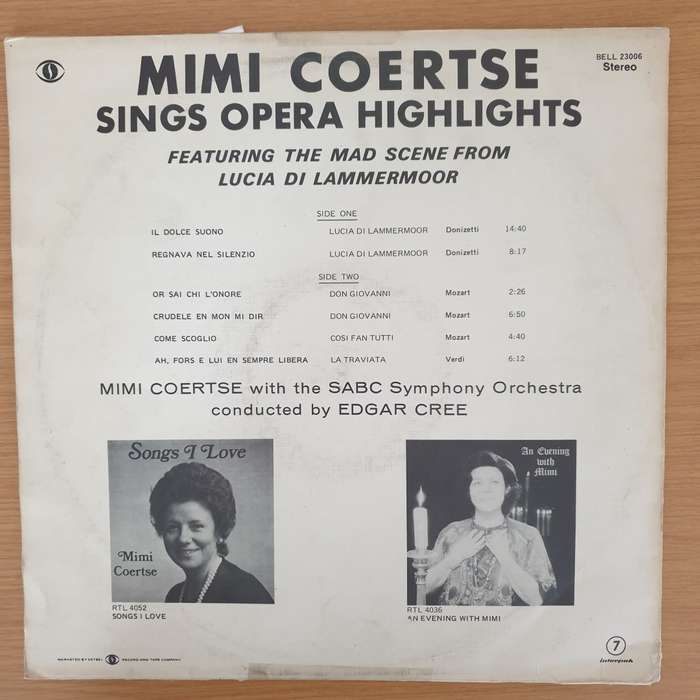 BELL 23006
Stereo
MIMI COERTSE
SINGS OPERA HIGHLIGHTS
FEATURING THE MAD SCENE FROM
LUCIA DI LAMMERMOOR
SIDE ONE
IL DOLCE SUONO LUCIA DI LAMMERMOOR Donizetti 14:40
REGNAVA NEL SILENZIO LUCIA DI LAMMERMOOR Donizetti 8:17
SIDE TWO
OR SAI CHI L'ONORE DON GIOVANNI Mozart 2:26
CRUDELE EN MON MI DIR DON GIOVANNI Mozart 6:50
COME SCOGLIO COSI FAN TUTTI Mozart 4:40
AH, FORS E LUI EN SEMPRE LIBERA LA TRAVIATA Verdi 6:12
MIMI COERTSE with the SABC Symphony Orchestra
conducted by EDGAR CREE
Songs I Love
Mimi
Coertse
RTL 4052
SONGS I LOVE
An Evening
with
Mimi
RTL 4036
AN EVENING WITH MIMI
RECORD AND TAPE COMPANY
7
interpak